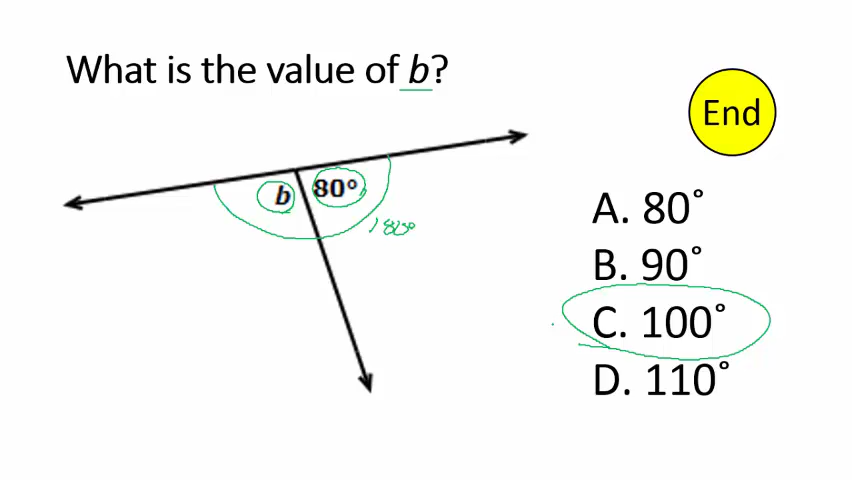 What is the value of b?
End
b 80°
180°
A. 80°
B. 90°
C. 100°
D. 110°